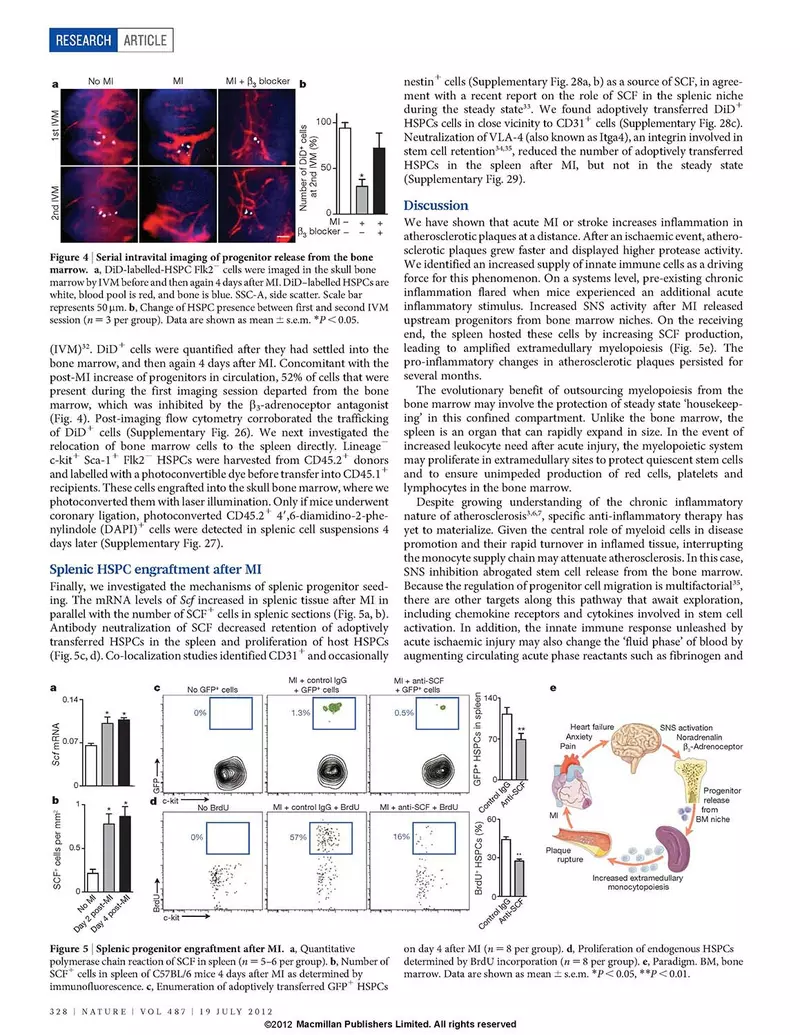 RESEARCH ARTICLE
a
No MI
MI
MI + β3 blocker
1st IVM
2nd IVM
b
Number of DiD+ cells
at 2nd IVM (%)
100
50
0
*
MI – + +
β3 blocker – – +
Figure 4 | Serial intravital imaging of progenitor release from the bone
marrow. a, DiD-labelled-HSPC Flk2− cells were imaged in the skull bone
marrow by IVM before and then again 4 days after MI. DiD–labelled HSPCs are
white, blood pool is red, and bone is blue. SSC-A, side scatter. Scale bar
represents 50 μm. b, Change of HSPC presence between first and second IVM
session (n = 3 per group). Data are shown as mean ± s.e.m. *P < 0.05.
(IVM)32. DiD+ cells were quantified after they had settled into the
bone marrow, and then again 4 days after MI. Concomitant with the
post-MI increase of progenitors in circulation, 52% of cells that were
present during the first imaging session departed from the bone
marrow, which was inhibited by the β3-adrenoceptor antagonist
(Fig. 4). Post-imaging flow cytometry corroborated the trafficking
of DiD+ cells (Supplementary Fig. 26). We next investigated the
relocation of bone marrow cells to the spleen directly. Lineage−
c-kit+ Sca-1+ Flk2− HSPCs were harvested from CD45.2+ donors
and labelled with a photoconvertible dye before transfer into CD45.1+
recipients. These cells engrafted into the skull bone marrow, where we
photoconverted them with laser illumination. Only if mice underwent
coronary ligation, photoconverted CD45.2+ 4′,6-diamidino-2-phe-
nylindole (DAPI)+ cells were detected in splenic cell suspensions 4
days later (Supplementary Fig. 27).
Splenic HSPC engraftment after MI
Finally, we investigated the mechanisms of splenic progenitor seed-
ing. The mRNA levels of Scf increased in splenic tissue after MI in
parallel with the number of SCF+ cells in splenic sections (Fig. 5a, b).
Antibody neutralization of SCF decreased retention of adoptively
transferred HSPCs in the spleen and proliferation of host HSPCs
(Fig. 5c, d). Co-localization studies identified CD31+ and occasionally
nestin+ cells (Supplementary Fig. 28a, b) as a source of SCF, in agree-
ment with a recent report on the role of SCF in the splenic niche
during the steady state33. We found adoptively transferred DiD+
HSPCs cells in close vicinity to CD31+ cells (Supplementary Fig. 28c).
Neutralization of VLA-4 (also known as Itga4), an integrin involved in
stem cell retention34,35, reduced the number of adoptively transferred
HSPCs in the spleen after MI, but not in the steady state
(Supplementary Fig. 29).
Discussion
We have shown that acute MI or stroke increases inflammation in
atherosclerotic plaques at a distance. After an ischaemic event, athero-
sclerotic plaques grew faster and displayed higher protease activity.
We identified an increased supply of innate immune cells as a driving
force for this phenomenon. On a systems level, pre-existing chronic
inflammation flared when mice experienced an additional acute
inflammatory stimulus. Increased SNS activity after MI released
upstream progenitors from bone marrow niches. On the receiving
end, the spleen hosted these cells by increasing SCF production,
leading to amplified extramedullary myelopoiesis (Fig. 5e). The
pro-inflammatory changes in atherosclerotic plaques persisted for
several months.
The evolutionary benefit of outsourcing myelopoiesis from the
bone marrow may involve the protection of steady state 'housekeep-
ing' in this confined compartment. Unlike the bone marrow, the
spleen is an organ that can rapidly expand in size. In the event of
increased leukocyte need after acute injury, the myelopoietic system
may proliferate in extramedullary sites to protect quiescent stem cells
and to ensure unimpeded production of red cells, platelets and
lymphocytes in the bone marrow.
Despite growing understanding of the chronic inflammatory
nature of atherosclerosis3,6,7, specific anti-inflammatory therapy has
yet to materialize. Given the central role of myeloid cells in disease
promotion and their rapid turnover in inflamed tissue, interrupting
the monocyte supply chain may attenuate atherosclerosis. In this case,
SNS inhibition abrogated stem cell release from the bone marrow.
Because the regulation of progenitor cell migration is multifactorial35,
there are other targets along this pathway that await exploration,
including chemokine receptors and cytokines involved in stem cell
activation. In addition, the innate immune response unleashed by
acute ischaemic injury may also change the 'fluid phase' of blood by
augmenting circulating acute phase reactants such as fibrinogen and
a
Scf mRNA
0.14
0.07
0
* *
b
SCF+ cells per mm2
1
0.5
0
* *
No MI
Day 2 post-MI
Day 4 post-MI
c
No GFP+ cells
MI + control IgG
+ GFP+ cells
MI + anti-SCF
+ GFP+ cells
0%
1.3%
0.5%
GFP
c-kit
GFP+ HSPCs in spleen
140
70
0
**
Control IgG
Anti-SCF
d
No BrdU
MI + control IgG + BrdU
MI + anti-SCF + BrdU
0%
57%
16%
BrdU
c-kit
BrdU+ HSPCs (%)
60
30
0
**
Control IgG
Anti-SCF
e
Heart failure
Anxiety
Pain
SNS activation
Noradrenalin
β3-Adrenoceptor
Progenitor
release
from
BM niche
MI
Plaque
rupture
Increased extramedullary
monocytopoiesis
Figure 5 | Splenic progenitor engraftment after MI. a, Quantitative
polymerase chain reaction of SCF in spleen (n = 5–6 per group). b, Number of
SCF+ cells in spleen of C57BL/6 mice 4 days after MI as determined by
immunofluorescence. c, Enumeration of adoptively transferred GFP+ HSPCs
on day 4 after MI (n = 8 per group). d, Proliferation of endogenous HSPCs
determined by BrdU incorporation (n = 8 per group). e, Paradigm. BM, bone
marrow. Data are shown as mean ± s.e.m. *P < 0.05, **P < 0.01.
328 | NATURE | VOL 487 | 19 JULY 2012
©2012 Macmillan Publishers Limited. All rights reserved